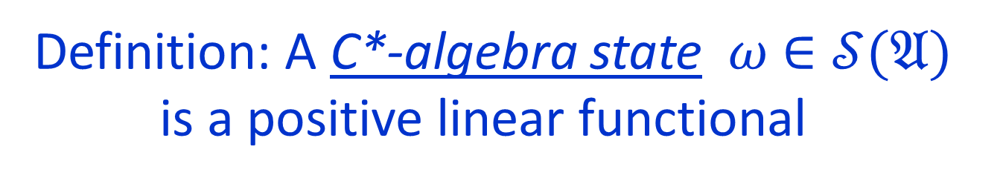 Definition: A C*-algebra state ω ∈ 𝒮(𝔄)
is a positive linear functional